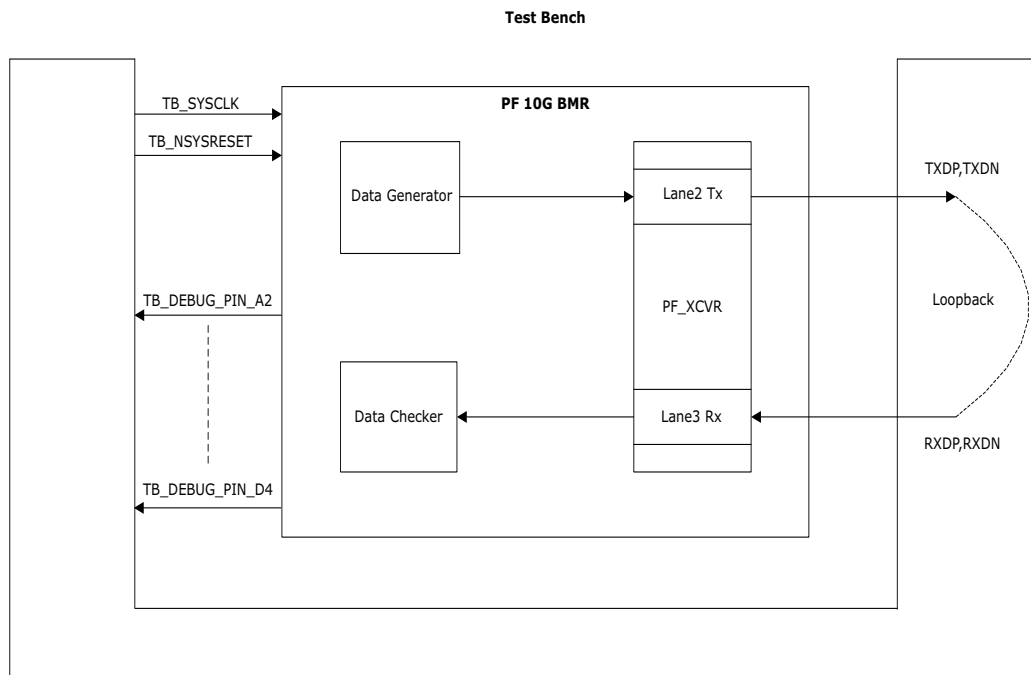 Test Bench
PF 10G BMR
TB_SYSCLK
TB_NSYSRESET
Data Generator
Lane2 Tx
TXDP,TXDN
TB_DEBUG_PIN_A2
PF_XCVR
Loopback
Data Checker
Lane3 Rx
RXDP,RXDN
TB_DEBUG_PIN_D4